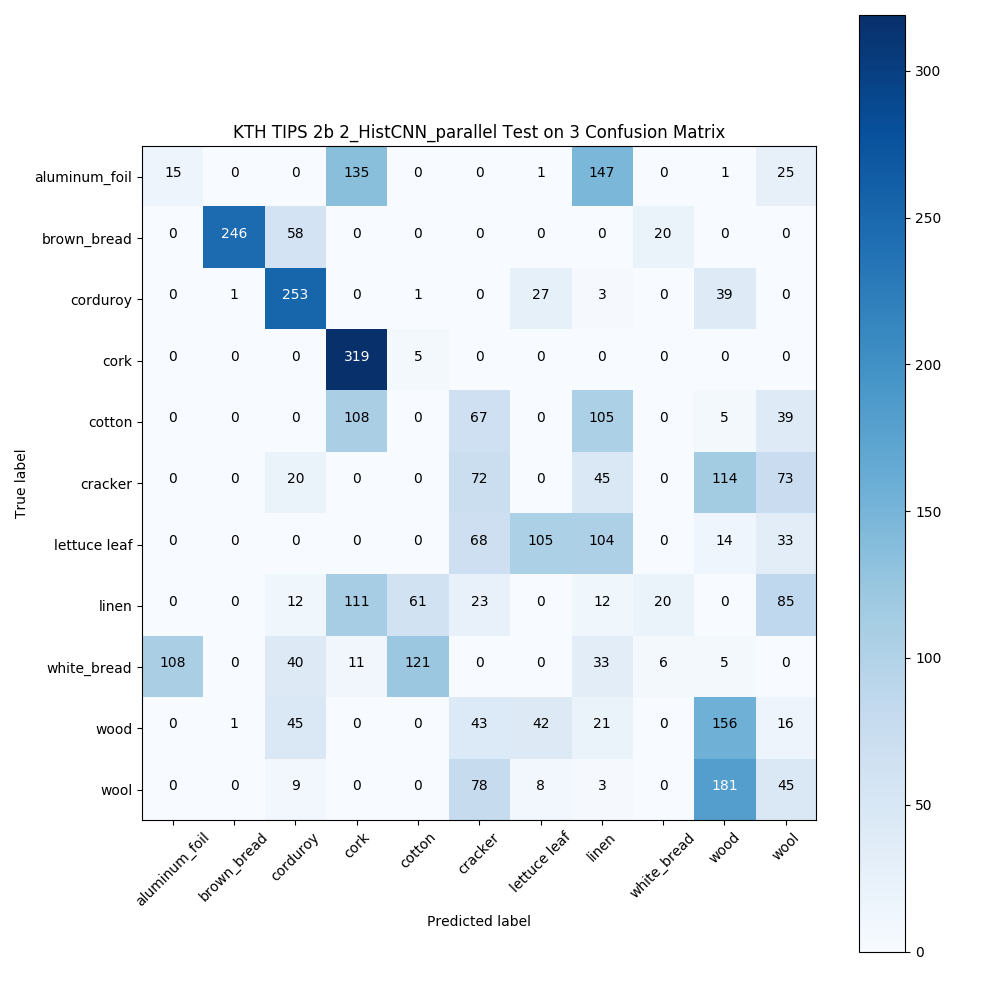 KTH TIPS 2b 2_HistCNN_parallel Test on 3 Confusion Matrix
aluminum_foil 15 0 0 135 0 0 1 147 0 1 25
brown_bread 0 246 58 0 0 0 0 0 20 0 0
corduroy 0 1 253 0 1 0 27 3 0 39 0
cork 0 0 0 319 5 0 0 0 0 0 0
cotton 0 0 0 108 0 67 0 105 0 5 39
cracker 0 0 20 0 0 72 0 45 0 114 73
lettuce leaf 0 0 0 0 0 68 105 104 0 14 33
linen 0 0 12 111 61 23 0 12 20 0 85
white_bread 108 0 40 11 121 0 0 33 6 5 0
wood 0 1 45 0 0 43 42 21 0 156 16
wool 0 0 9 0 0 78 8 3 0 181 45
aluminum_foil brown_bread corduroy cork cotton cracker lettuce leaf linen white_bread wood wool
True label
Predicted label
300
250
200
150
100
50
0